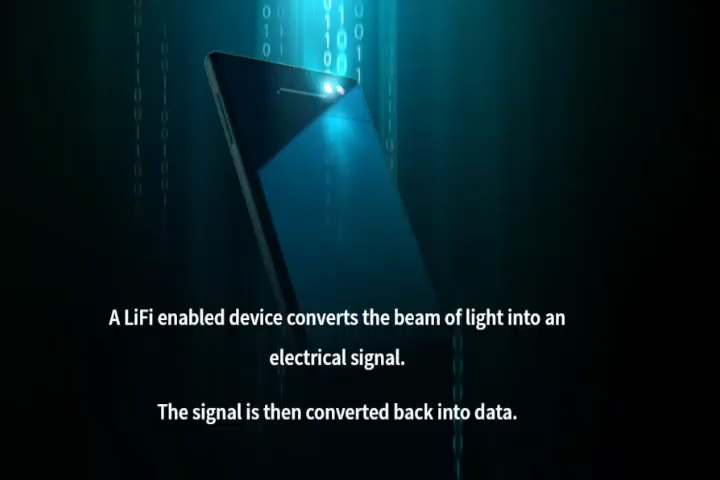 A LiFi enabled device converts the beam of light into an
electrical signal.
The signal is then converted back into data.